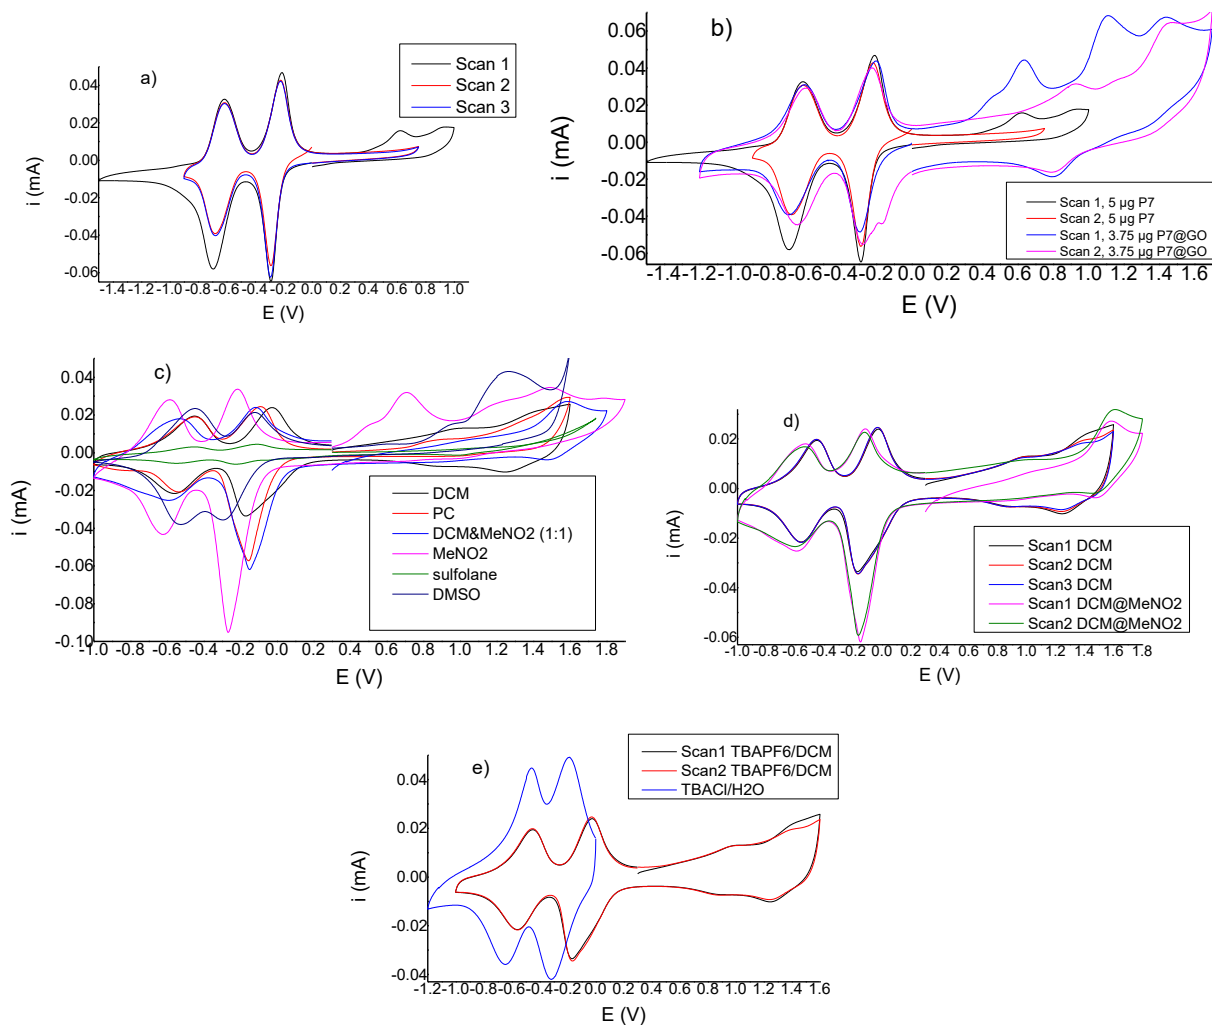 a)
Scan 1
Scan 2
Scan 3
0.04
0.02
0.00
-0.02
-0.04
-0.06
i (mA)
-1.4 -1.2 -1.0 -0.8 -0.6 -0.4 -0.2 0.0 0.2 0.4 0.6 0.8 1.0
E (V)
b)
0.06
0.04
0.02
0.00
-0.02
-0.04
-0.06
i (mA)
Scan 1, 5 µg P7
Scan 2, 5 µg P7
Scan 1, 3.75 µg P7@GO
Scan 2, 3.75 µg P7@GO
-1.4 -1.2 -1.0 -0.8 -0.6 -0.4 -0.2 0.0 0.2 0.4 0.6 0.8 1.0 1.2 1.4 1.6
E (V)
c)
0.04
0.02
0.00
-0.02
-0.04
-0.06
-0.08
-0.10
i (mA)
DCM
PC
DCM&MeNO2 (1:1)
MeNO2
sulfolane
DMSO
-1.0 -0.8 -0.6 -0.4 -0.2 0.0 0.2 0.4 0.6 0.8 1.0 1.2 1.4 1.6 1.8
E (V)
d)
0.02
0.00
-0.02
-0.04
-0.06
i (mA)
Scan1 DCM
Scan2 DCM
Scan3 DCM
Scan1 DCM@MeNO2
Scan2 DCM@MeNO2
-1.0 -0.8 -0.6 -0.4 -0.2 0.0 0.2 0.4 0.6 0.8 1.0 1.2 1.4 1.6 1.8
E (V)
e)
Scan1 TBAPF6/DCM
Scan2 TBAPF6/DCM
TBACl/H2O
0.04
0.02
0.00
-0.02
-0.04
i (mA)
-1.2 -1.0 -0.8 -0.6 -0.4 -0.2 0.0 0.2 0.4 0.6 0.8 1.0 1.2 1.4 1.6
E (V)